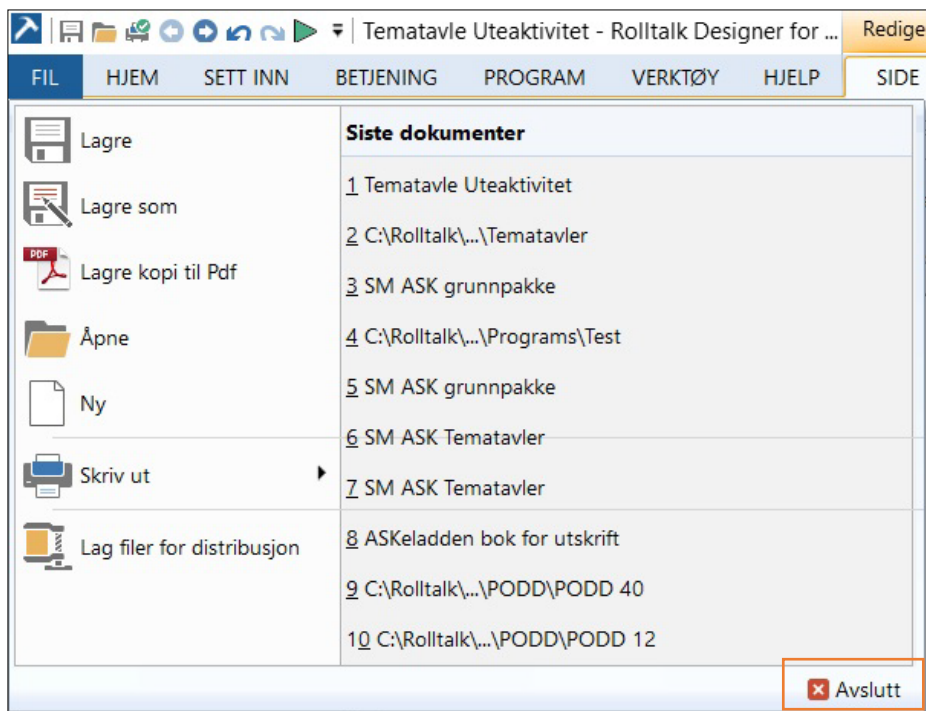 Tematavle Uteaktivitet - Rolltalk Designer for ...
Redige
FIL HJEM SETT INN BETJENING PROGRAM VERKTØY HJELP SIDE
Lagre
Lagre som
PDF
Lagre kopi til Pdf
Åpne
Ny
Skriv ut
Lag filer for distribusjon
Siste dokumenter
1 Tematavle Uteaktivitet
2 C:\Rolltalk\...\Tematavler
3 SM ASK grunnpakke
4 C:\Rolltalk\...\Programs\Test
5 SM ASK grunnpakke
6 SM ASK Tematavler
7 SM ASK Tematavler
8 ASKeladden bok for utskrift
9 C:\Rolltalk\...\PODD\PODD 40
10 C:\Rolltalk\...\PODD\PODD 12
Avslutt